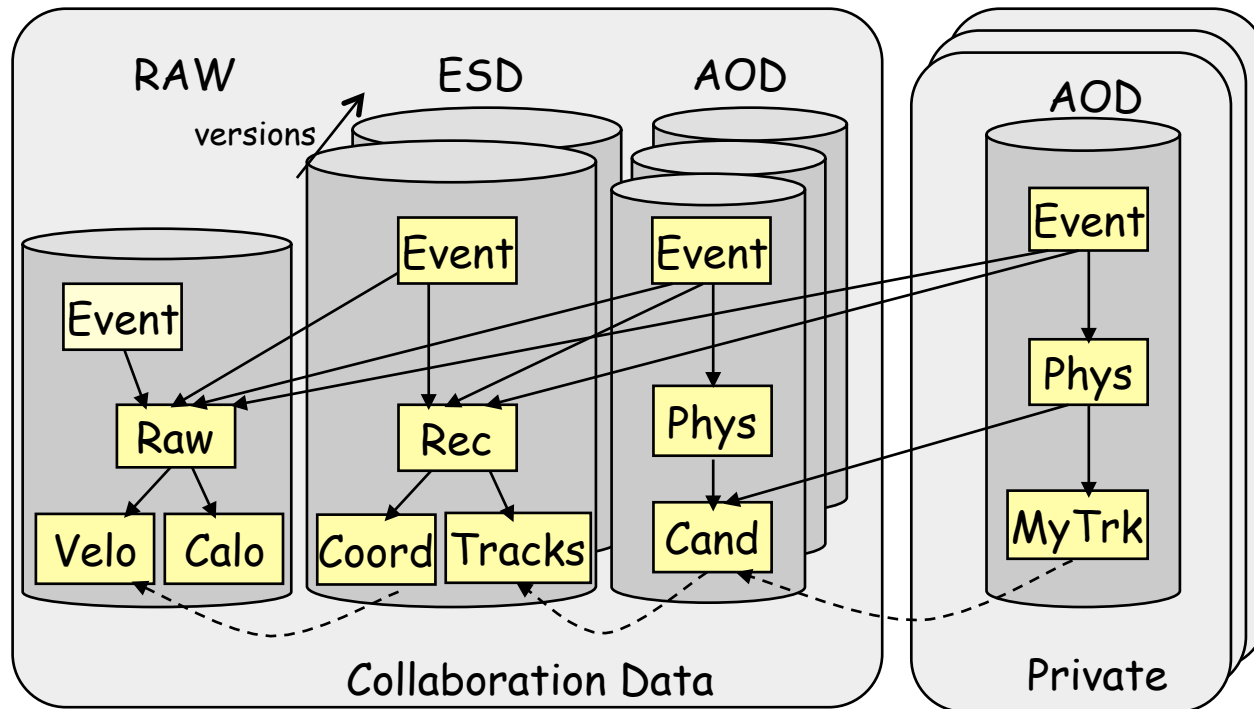 RAW
ESD
AOD
AOD
versions
Event
Event
Event
Event
Raw
Rec
Phys
Phys
Velo
Calo
Coord
Tracks
Cand
MyTrk
Collaboration Data
Private